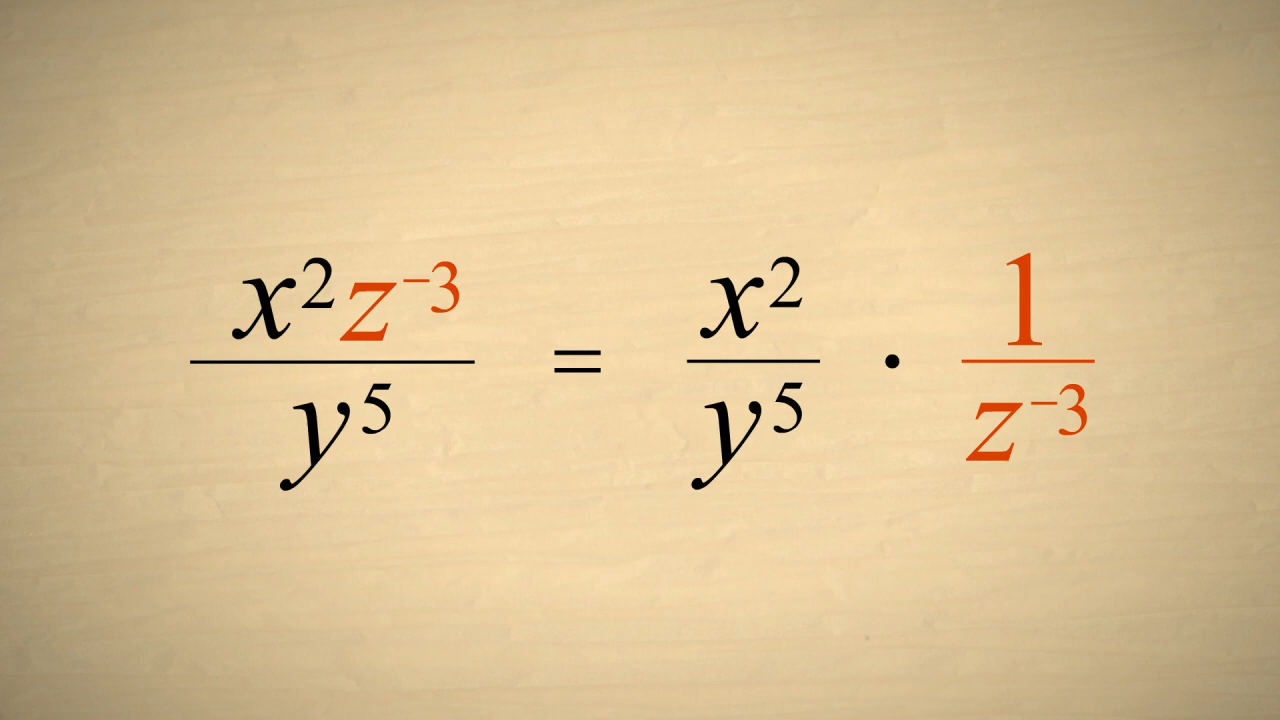 x²z⁻³ / y⁵ = x² / y⁵ · 1 / z⁻³